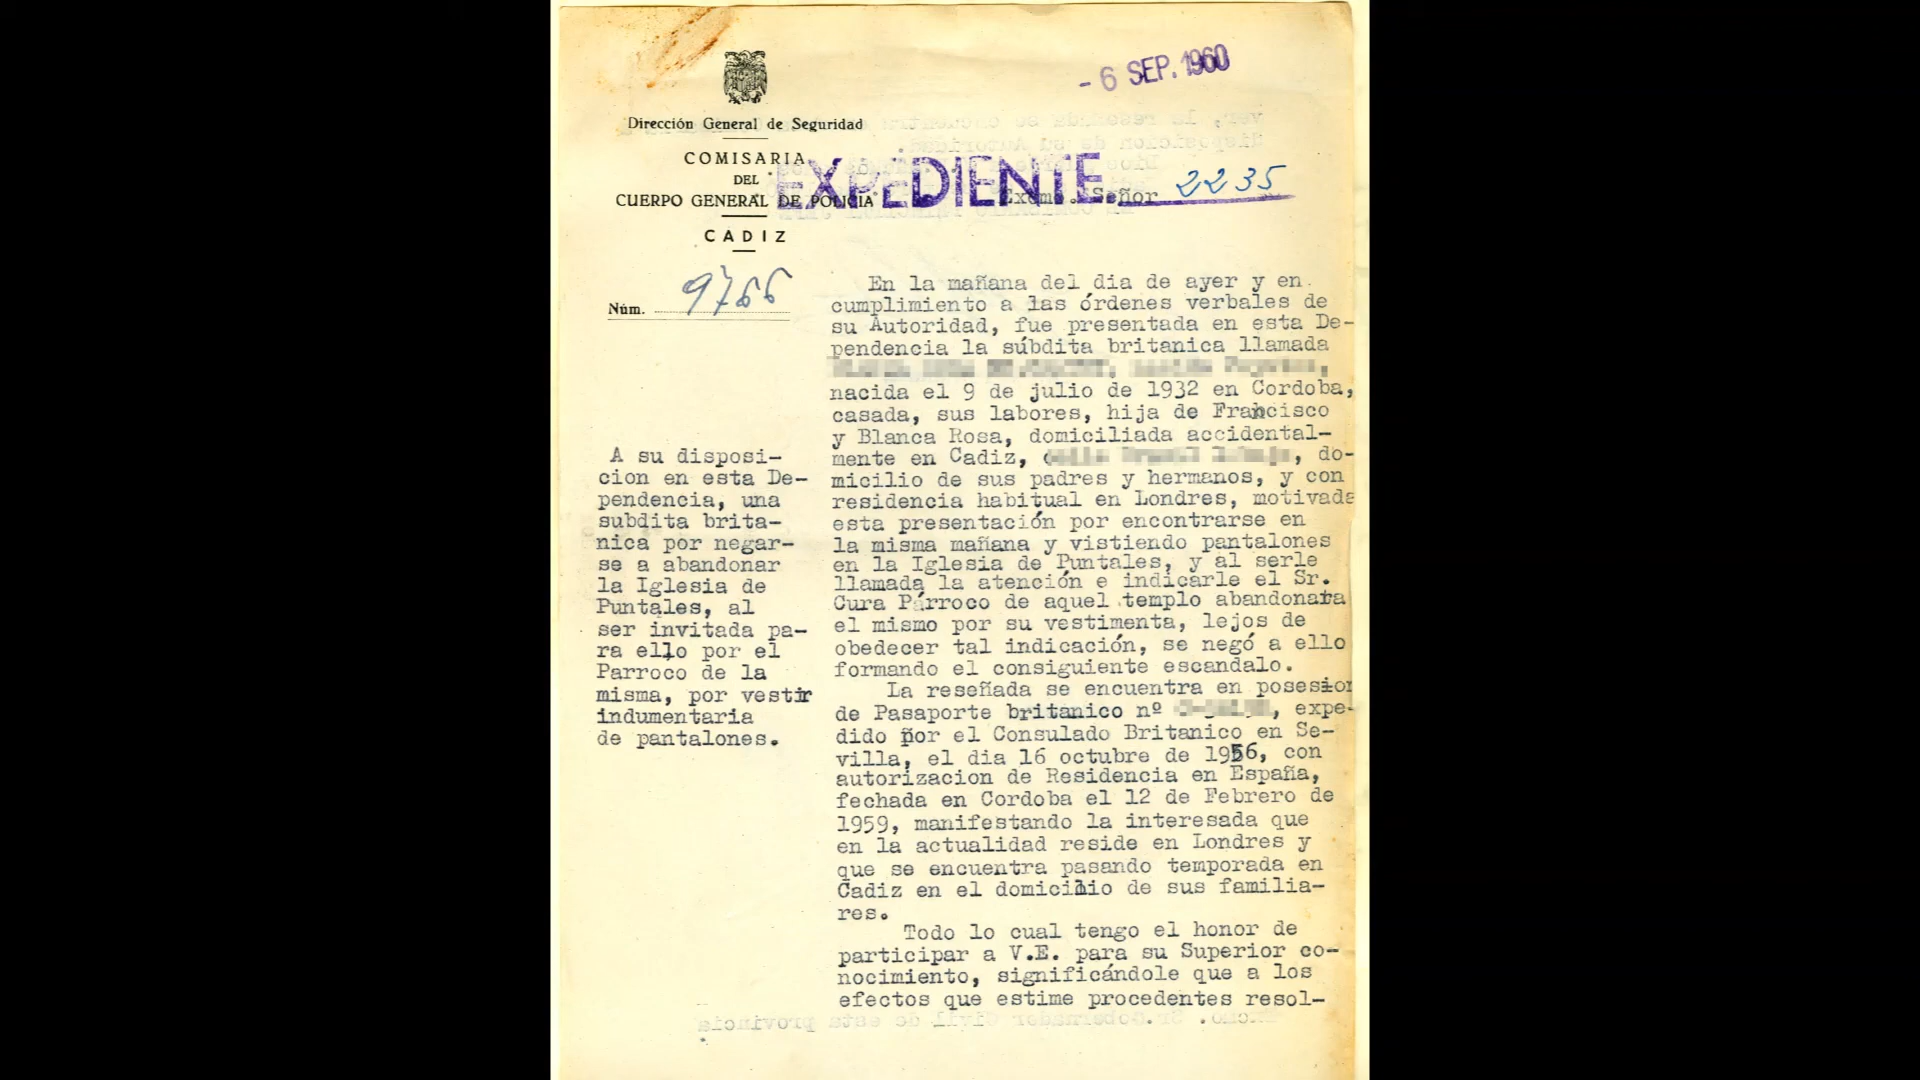 - 6 SEP. 1960
Dirección General de Seguridad
COMISARIA
DEL
CUERPO GENERAL DE POLICIA
CADIZ
EXPEDIENTE 2235
Excmo. Señor
Núm. 9766
A su disposi-
cion en esta De-
pendencia, una
subdita brita-
nica por negar-
se a abandonar
la Iglesia de
Puntales, al
ser invitada pa-
ra ello por el
Parroco de la
misma, por vestir
indumentaria
de pantalones.
En la mañana del dia de ayer y en
cumplimiento a las órdenes verbales de
su Autoridad, fue presentada en esta De-
pendencia la súbdita britanica llamada
nacida el 9 de julio de 1932 en Cordoba,
casada, sus labores, hija de Francisco
y Blanca Rosa, domiciliada accidental-
mente en Cadiz, , do-
micilio de sus padres y hermanos, y con
residencia habitual en Londres, motivada
esta presentación por encontrarse en
la misma mañana y vistiendo pantalones
en la Iglesia de Puntales, y al serle
llamada la atención e indicarle el Sr.
Cura Párroco de aquel templo abandonara
el mismo por su vestimenta, lejos de
obedecer tal indicación, se negó a ello
formando el consiguiente escandalo.
La reseñada se encuentra en posesion
de Pasaporte britanico nº , expe-
dido por el Consulado Britanico en Se-
villa, el dia 16 octubre de 1956, con
autorizacion de Residencia en España,
fechada en Cordoba el 12 de Febrero de
1959, manifestando la interesada que
en la actualidad reside en Londres y
que se encuentra pasando temporada en
Cadiz en el domicilio de sus familia-
res.
Todo lo cual tengo el honor de
participar a V.E. para su Superior co-
nocimiento, significándole que a los
efectos que estime procedentes resol-